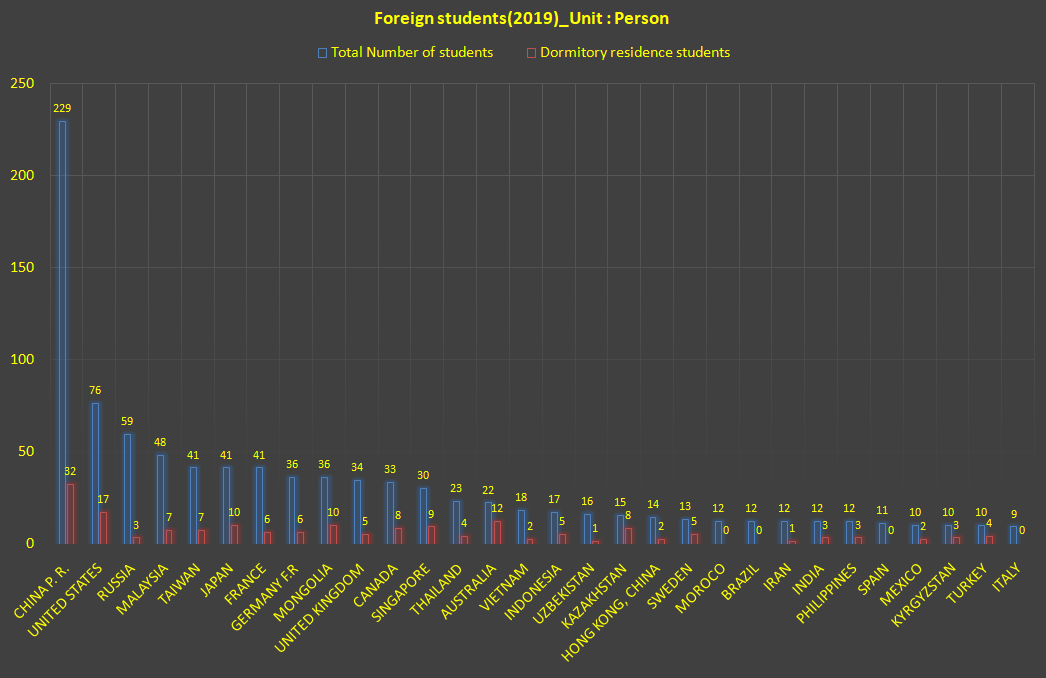 Foreign students(2019)_Unit : Person
Total Number of students
Dormitory residence students
250
200
150
100
50
0
229
32
76
17
59
3
48
7
41
7
41
10
41
6
36
6
36
10
34
5
33
8
30
9
23
4
22
12
18
2
17
5
16
1
15
8
14
2
13
5
12
0
12
0
12
1
12
3
12
3
11
0
10
2
10
3
10
4
9
0
CHINA P. R.
UNITED STATES
RUSSIA
MALAYSIA
TAIWAN
JAPAN
FRANCE
GERMANY F.R
MONGOLIA
UNITED KINGDOM
CANADA
SINGAPORE
THAILAND
AUSTRALIA
VIETNAM
INDONESIA
UZBEKISTAN
KAZAKHSTAN
HONG KONG, CHINA
SWEDEN
MOROCO
BRAZIL
IRAN
INDIA
PHILIPPINES
SPAIN
MEXICO
KYRGYZSTAN
TURKEY
ITALY